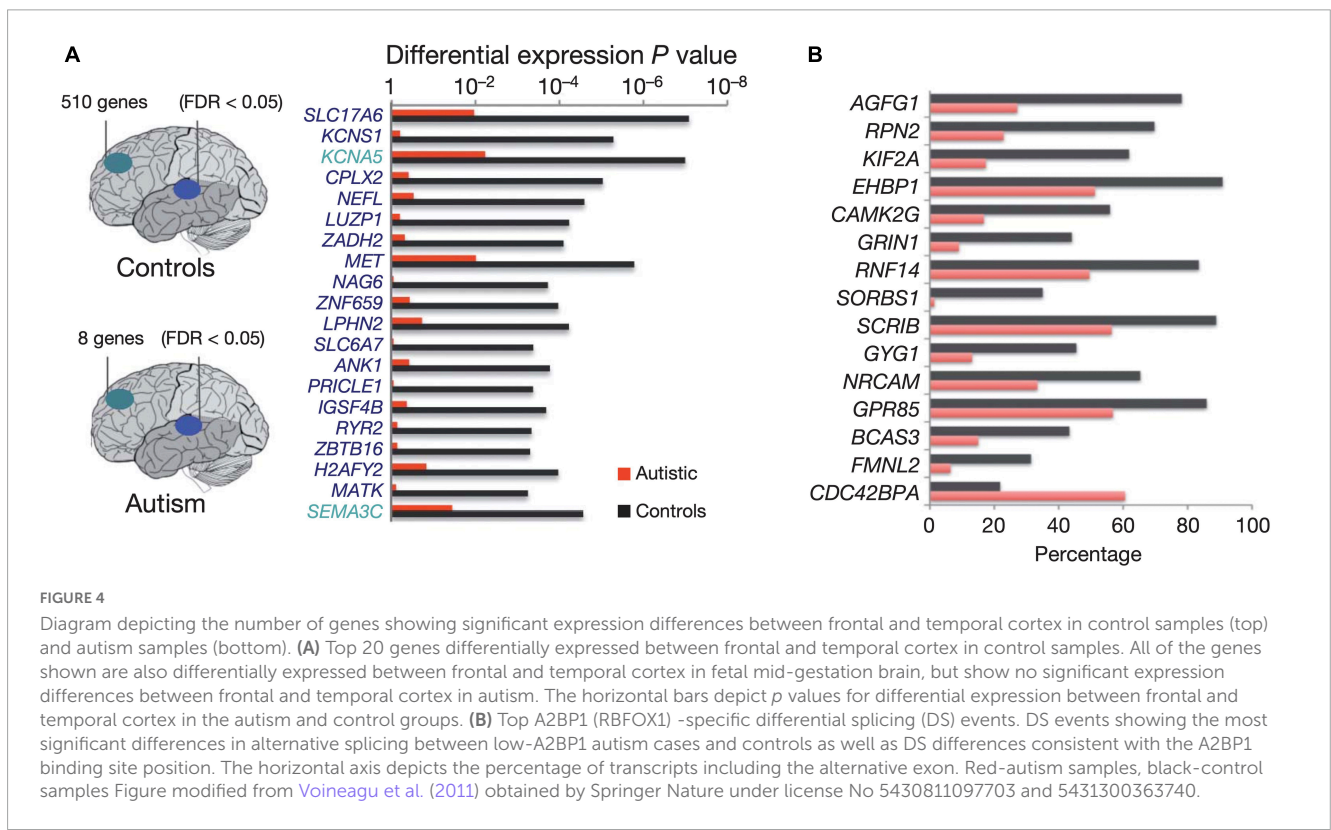 A
510 genes (FDR < 0.05)
Controls
8 genes (FDR < 0.05)
Autism
Differential expression P value
1 10−2 10−4 10−6 10−8
SLC17A6
KCNS1
KCNA5
CPLX2
NEFL
LUZP1
ZADH2
MET
NAG6
ZNF659
LPHN2
SLC6A7
ANK1
PRICLE1
IGSF4B
RYR2
ZBTB16
H2AFY2
MATK
SEMA3C
Autistic
Controls
B
AGFG1
RPN2
KIF2A
EHBP1
CAMK2G
GRIN1
RNF14
SORBS1
SCRIB
GYG1
NRCAM
GPR85
BCAS3
FMNL2
CDC42BPA
0 20 40 60 80 100
Percentage
FIGURE 4
Diagram depicting the number of genes showing significant expression differences between frontal and temporal cortex in control samples (top)
and autism samples (bottom). (A) Top 20 genes differentially expressed between frontal and temporal cortex in control samples. All of the genes
shown are also differentially expressed between frontal and temporal cortex in fetal mid-gestation brain, but show no significant expression
differences between frontal and temporal cortex in autism. The horizontal bars depict p values for differential expression between frontal and
temporal cortex in the autism and control groups. (B) Top A2BP1 (RBFOX1) -specific differential splicing (DS) events. DS events showing the most
significant differences in alternative splicing between low-A2BP1 autism cases and controls as well as DS differences consistent with the A2BP1
binding site position. The horizontal axis depicts the percentage of transcripts including the alternative exon. Red-autism samples, black-control
samples Figure modified from Voineagu et al. (2011) obtained by Springer Nature under license No 5430811097703 and 5431300363740.